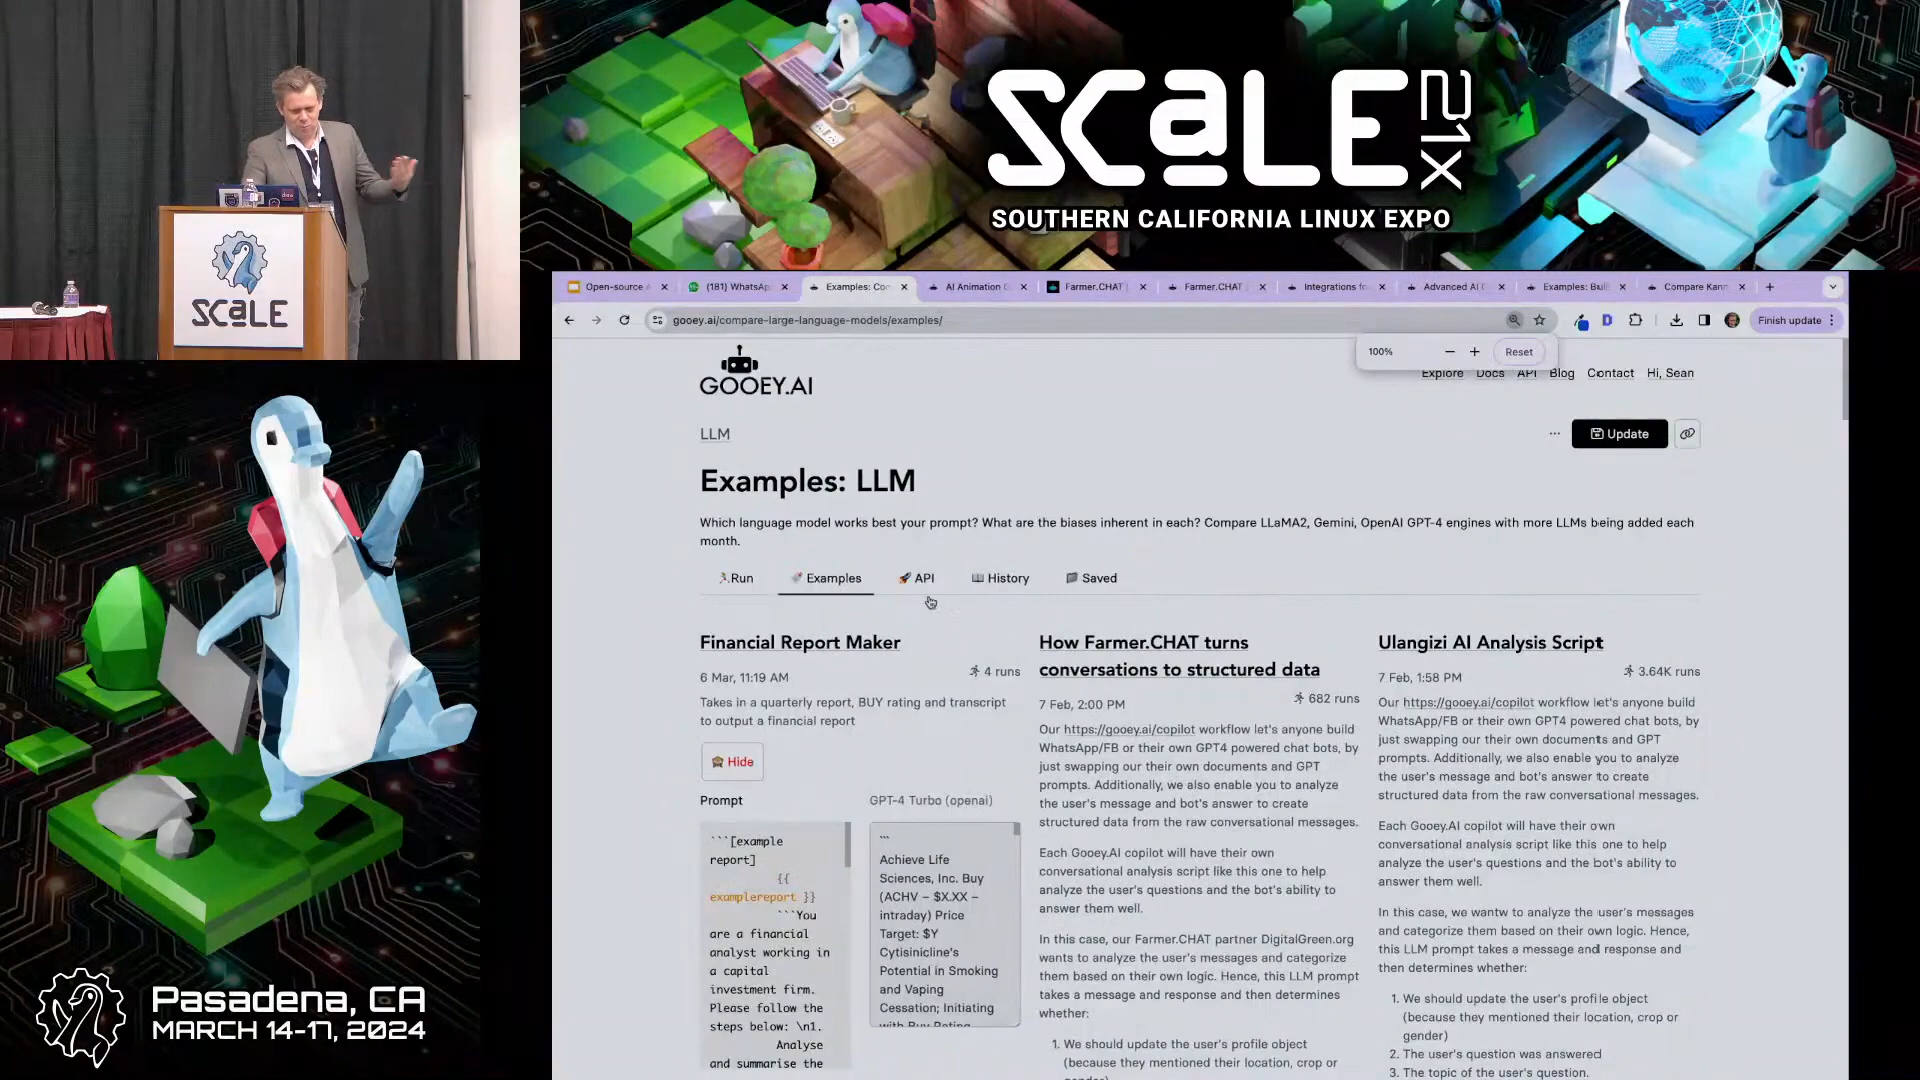 SCaLE 21X
SOUTHERN CALIFORNIA LINUX EXPO
SCaLE
Pasadena, CA
MARCH 14-17, 2024
Open-source
(181) WhatsAp
Examples: Con
AI Animation G
Farmer.CHAT
Farmer.CHAT
Integrations fo
Advanced AI
Examples: Buil
Compare Kann
gooey.ai/compare-large-language-models/examples/
Finish update
100%
Reset
GOOEY.AI
Explore Docs API Blog Contact Hi, Sean
LLM
Update
Examples: LLM
Which language model works best your prompt? What are the biases inherent in each? Compare LLaMA2, Gemini, OpenAI GPT-4 engines with more LLMs being added each
month.
Run Examples API History Saved
Financial Report Maker
6 Mar, 11:19 AM 4 runs
Takes in a quarterly report, BUY rating and transcript
to output a financial report
Hide
Prompt
```[example
report]
{{
examplereport }}
```You
are a financial
analyst working in
a capital
investment firm.
Please follow the
steps below: \n1.
Analyse
and summarise the
GPT-4 Turbo (openai)
```
Achieve Life
Sciences, Inc. Buy
(ACHV – $X.XX –
intraday) Price
Target: $Y
Cytisinicline's
Potential in Smoking
and Vaping
Cessation; Initiating
with Buy Rating
How Farmer.CHAT turns
conversations to structured data
7 Feb, 2:00 PM 682 runs
Our https://gooey.ai/copilot workflow let's anyone build
WhatsApp/FB or their own GPT4 powered chat bots, by
just swapping our their own documents and GPT
prompts. Additionally, we also enable you to analyze
the user's message and bot's answer to create
structured data from the raw conversational messages.
Each Gooey.AI copilot will have their own
conversational analysis script like this one to help
analyze the user's questions and the bot's ability to
answer them well.
In this case, our Farmer.CHAT partner DigitalGreen.org
wants to analyze the user's messages and categorize
them based on their own logic. Hence, this LLM prompt
takes a message and response and then determines
whether:
1. We should update the user's profile object
(because they mentioned their location, crop or
gender)
Ulangizi AI Analysis Script
7 Feb, 1:58 PM 3.64K runs
Our https://gooey.ai/copilot workflow let's anyone build
WhatsApp/FB or their own GPT4 powered chat bots, by
just swapping our their own documents and GPT
prompts. Additionally, we also enable you to analyze
the user's message and bot's answer to create
structured data from the raw conversational messages.
Each Gooey.AI copilot will have their own
conversational analysis script like this one to help
analyze the user's questions and the bot's ability to
answer them well.
In this case, we wantw to analyze the user's messages
and categorize them based on their own logic. Hence,
this LLM prompt takes a message and response and
then determines whether:
1. We should update the user's profile object
(because they mentioned their location, crop or
gender)
2. The user's question was answered
3. The topic of the user's question.